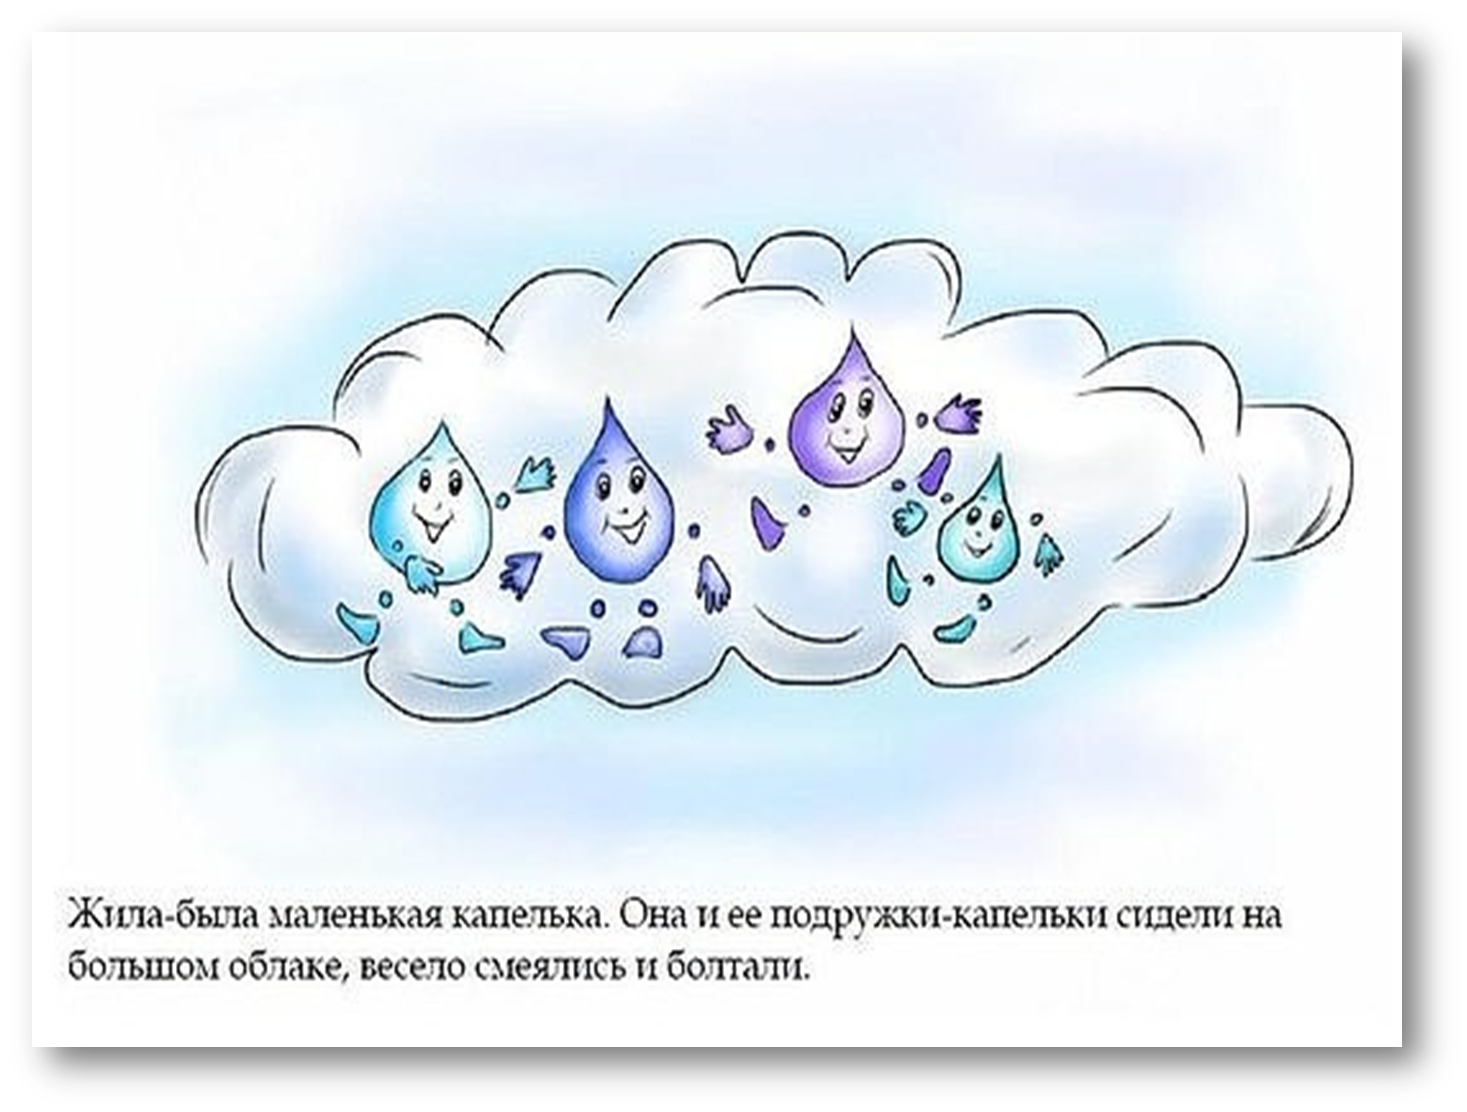 Жила-была маленькая капелька. Она и ее подружки-капельки сидели на
большом облаке, весело смеялись и болтали.